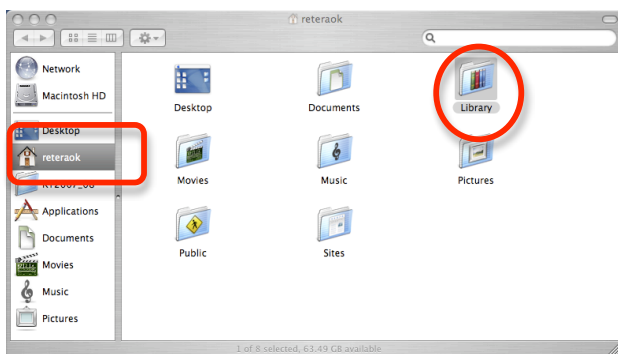 reteraok
Network
Macintosh HD
Desktop
reteraok
Applications
Documents
Movies
Music
Pictures
Desktop
Documents
Library
Movies
Music
Pictures
Public
Sites
1 of 8 selected, 63.49 GB available